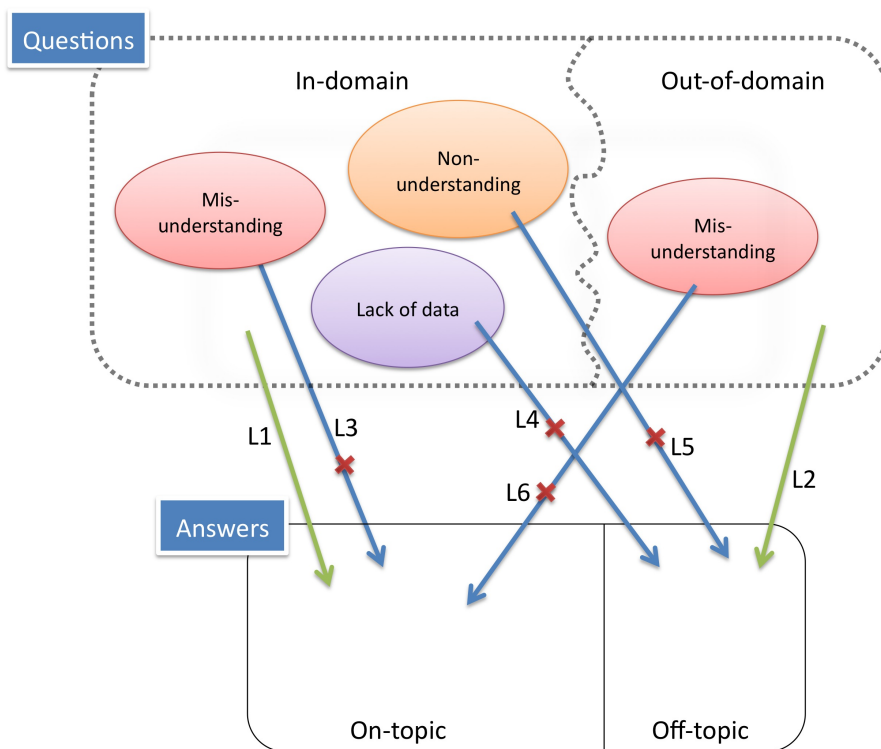 Questions
In-domain
Out-of-domain
Non-
understanding
Mis-
understanding
Mis-
understanding
Lack of data
L1
L3
L4
L5
L6
L2
Answers
On-topic
Off-topic